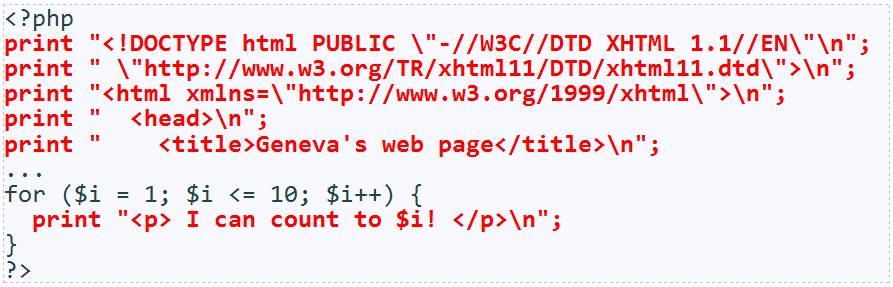 <?php
print "<!DOCTYPE html PUBLIC \"-//W3C//DTD XHTML 1.1//EN\"\n";
print " \"http://www.w3.org/TR/xhtml11/DTD/xhtml11.dtd\">\n";
print "<html xmlns=\"http://www.w3.org/1999/xhtml\">\n";
print "  <head>\n";
print "    <title>Geneva's web page</title>\n";
...
for ($i = 1; $i <= 10; $i++) {
  print "<p> I can count to $i! </p>\n";
}
?>